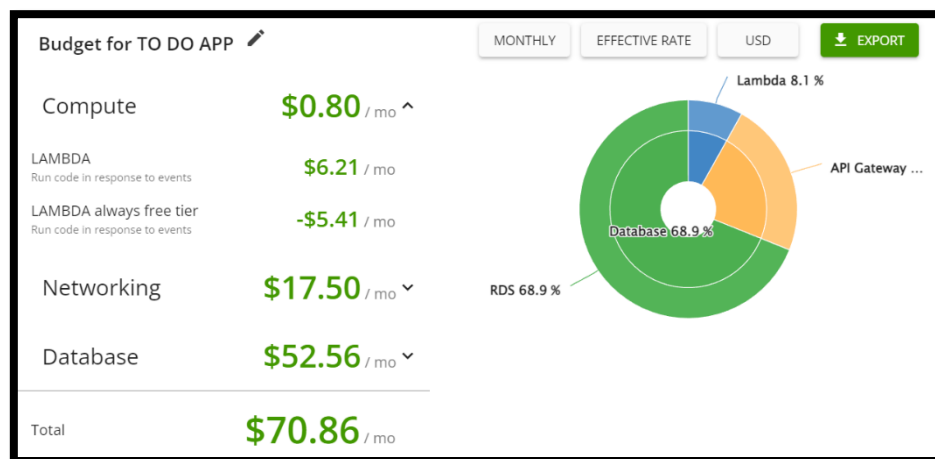 Budget for TO DO APP
MONTHLY
EFFECTIVE RATE
USD
EXPORT
Compute $0.80 / mo
LAMBDA
$6.21 / mo
Run code in response to events
LAMBDA always free tier
-$5.41 / mo
Run code in response to events
Networking $17.50 / mo
Database $52.56 / mo
Total $70.86 / mo
Lambda 8.1 %
API Gateway ...
Database 68.9 %
RDS 68.9 %